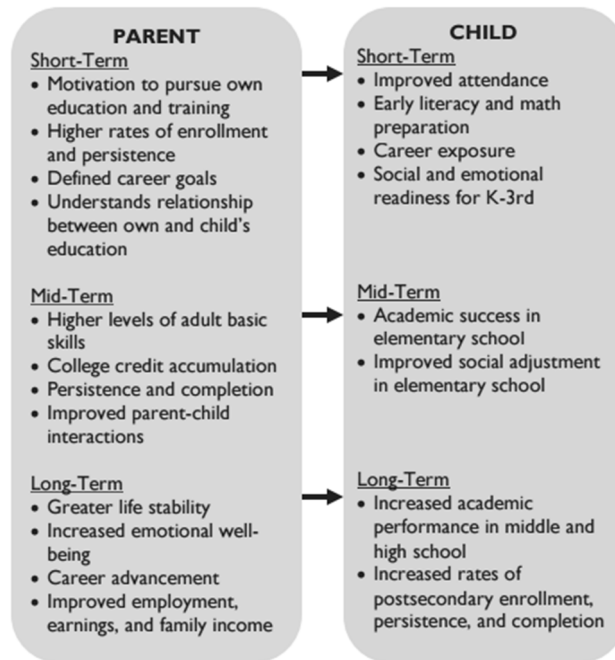 PARENT
Short-Term
• Motivation to pursue own
education and training
• Higher rates of enrollment
and persistence
• Defined career goals
• Understands relationship
between own and child's
education
Mid-Term
• Higher levels of adult basic
skills
• College credit accumulation
• Persistence and completion
• Improved parent-child
interactions
Long-Term
• Greater life stability
• Increased emotional well-
being
• Career advancement
• Improved employment,
earnings, and family income
CHILD
Short-Term
• Improved attendance
• Early literacy and math
preparation
• Career exposure
• Social and emotional
readiness for K-3rd
Mid-Term
• Academic success in
elementary school
• Improved social adjustment
in elementary school
Long-Term
• Increased academic
performance in middle and
high school
• Increased rates of
postsecondary enrollment,
persistence, and completion